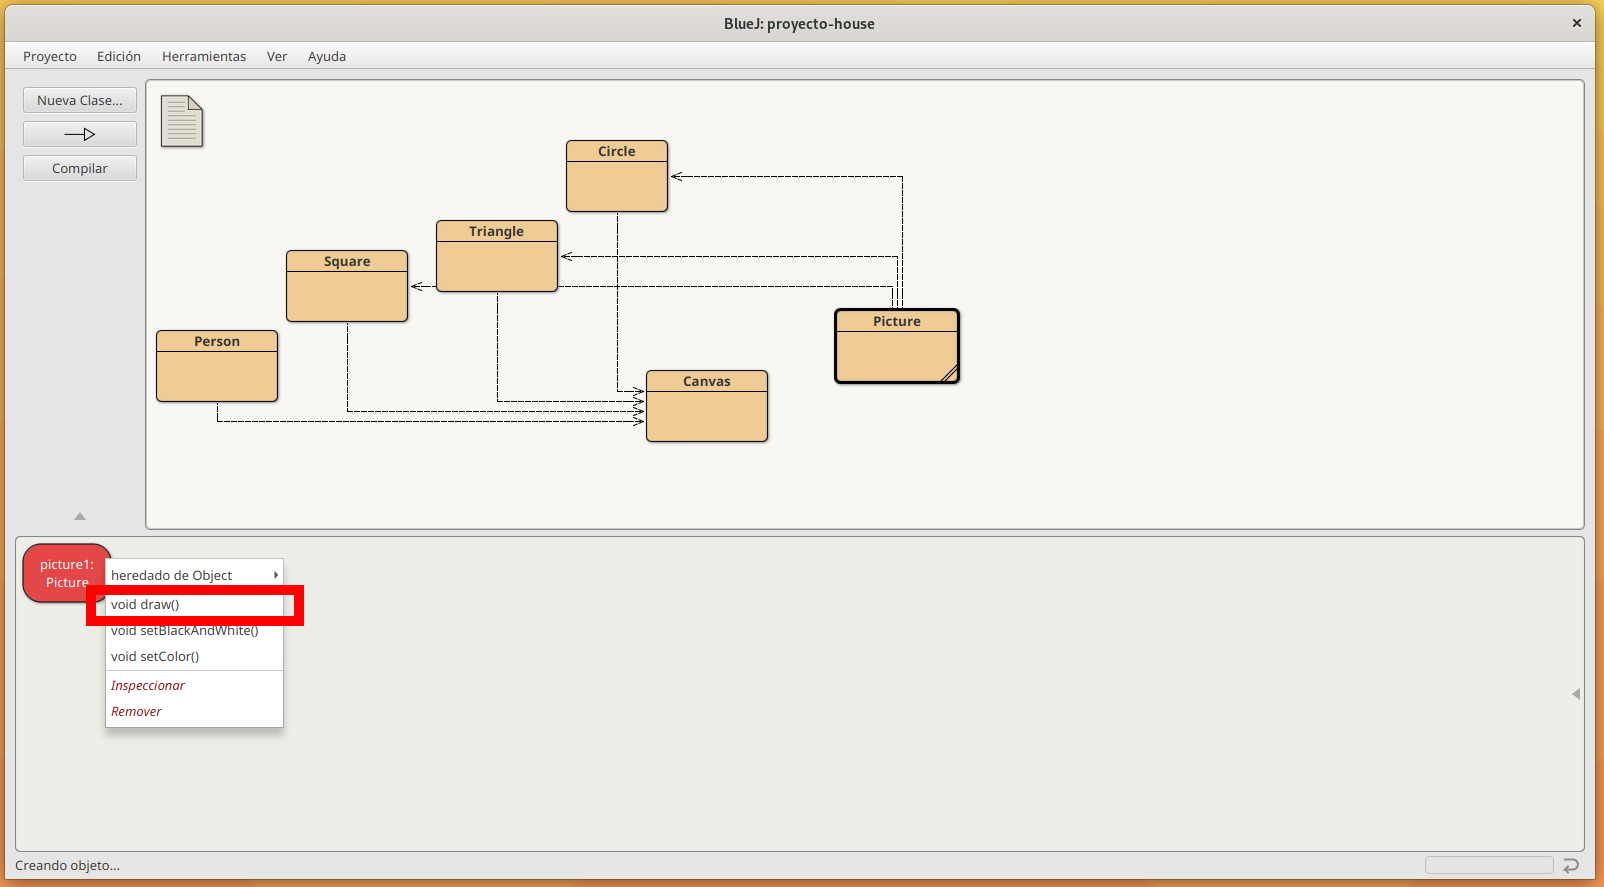 BlueJ: proyecto-house
Proyecto Edición Herramientas Ver Ayuda
Nueva Clase...
Compilar
Circle
Triangle
Square
Picture
Person
Canvas
picture1:
Picture
heredado de Object
void draw()
void setBlackAndWhite()
void setColor()
Inspeccionar
Remover
Creando objeto...